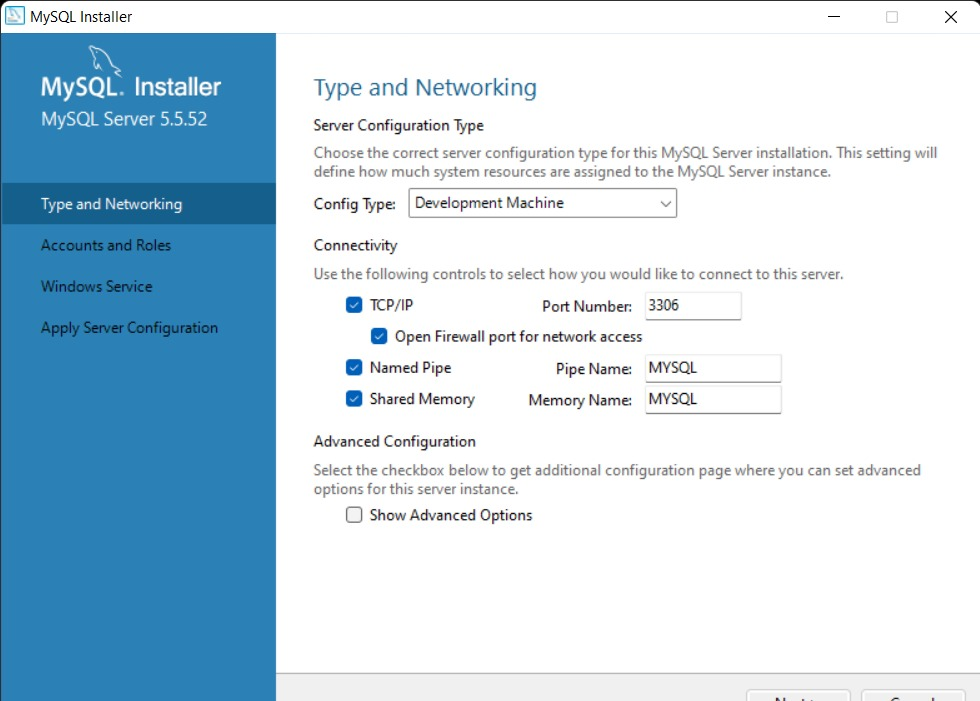 MySQL Installer
MySQL. Installer
MySQL Server 5.5.52
Type and Networking
Accounts and Roles
Windows Service
Apply Server Configuration
Type and Networking
Server Configuration Type
Choose the correct server configuration type for this MySQL Server installation. This setting will
define how much system resources are assigned to the MySQL Server instance.
Config Type: Development Machine
Connectivity
Use the following controls to select how you would like to connect to this server.
TCP/IP Port Number: 3306
Open Firewall port for network access
Named Pipe Pipe Name: MYSQL
Shared Memory Memory Name: MYSQL
Advanced Configuration
Select the checkbox below to get additional configuration page where you can set advanced
options for this server instance.
Show Advanced Options